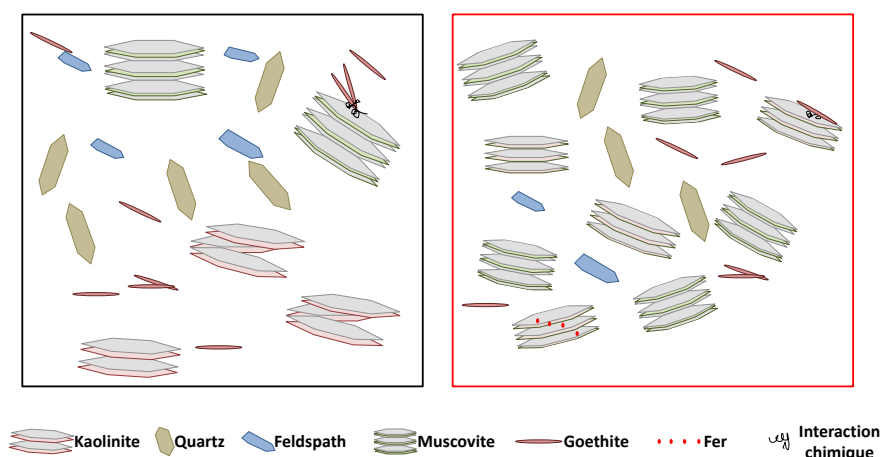 Kaolinite
Quartz
Feldspath
Muscovite
Goethite
Fer
Interaction
chimique